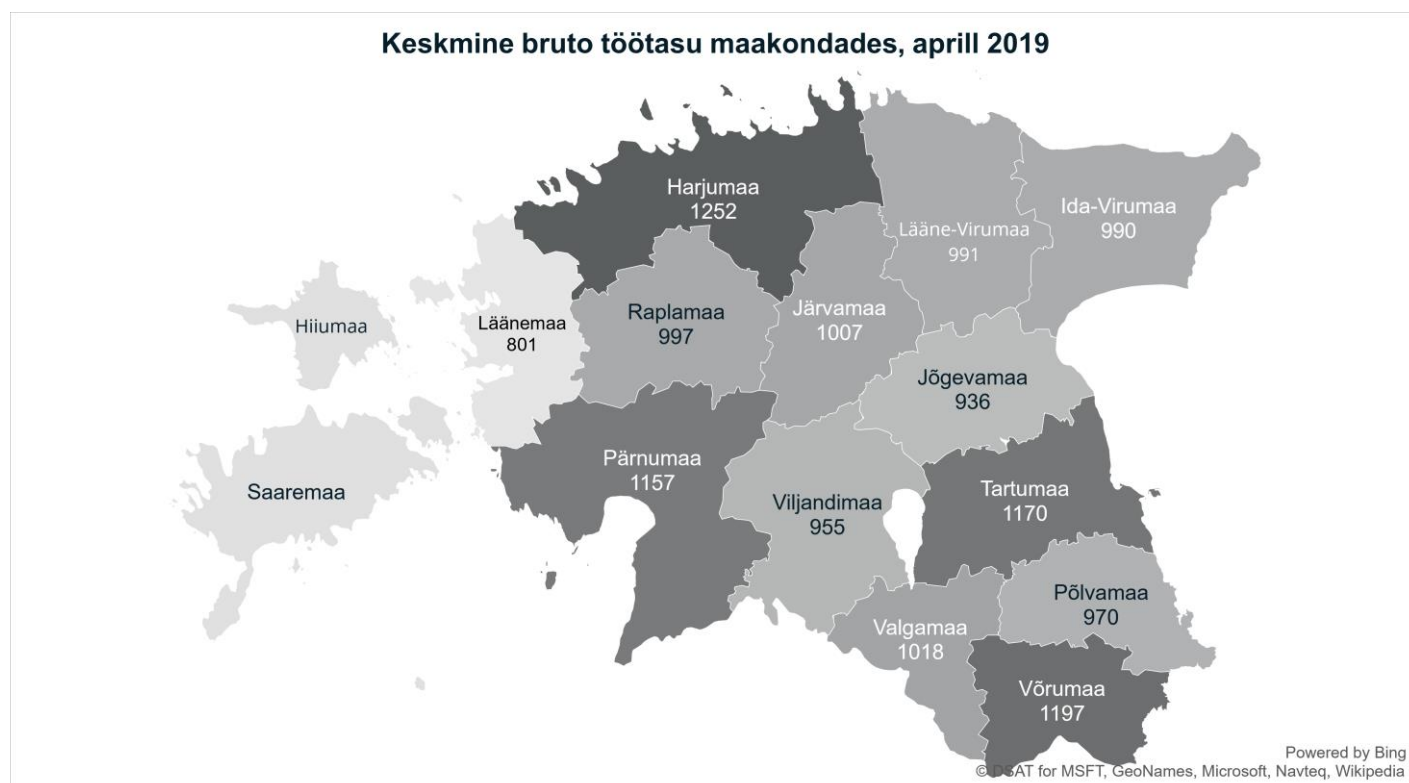 Keskmine bruto töötasu maakondades, aprill 2019
Harjumaa
1252
Lääne-Virumaa
991
Ida-Virumaa
990
Hiiumaa
Läänemaa
801
Raplamaa
997
Järvamaa
1007
Jõgevamaa
936
Saaremaa
Pärnumaa
1157
Viljandimaa
955
Tartumaa
1170
Valgamaa
1018
Põlvamaa
970
Võrumaa
1197
Powered by Bing
© DSAT for MSFT, GeoNames, Microsoft, Navteq, Wikipedia